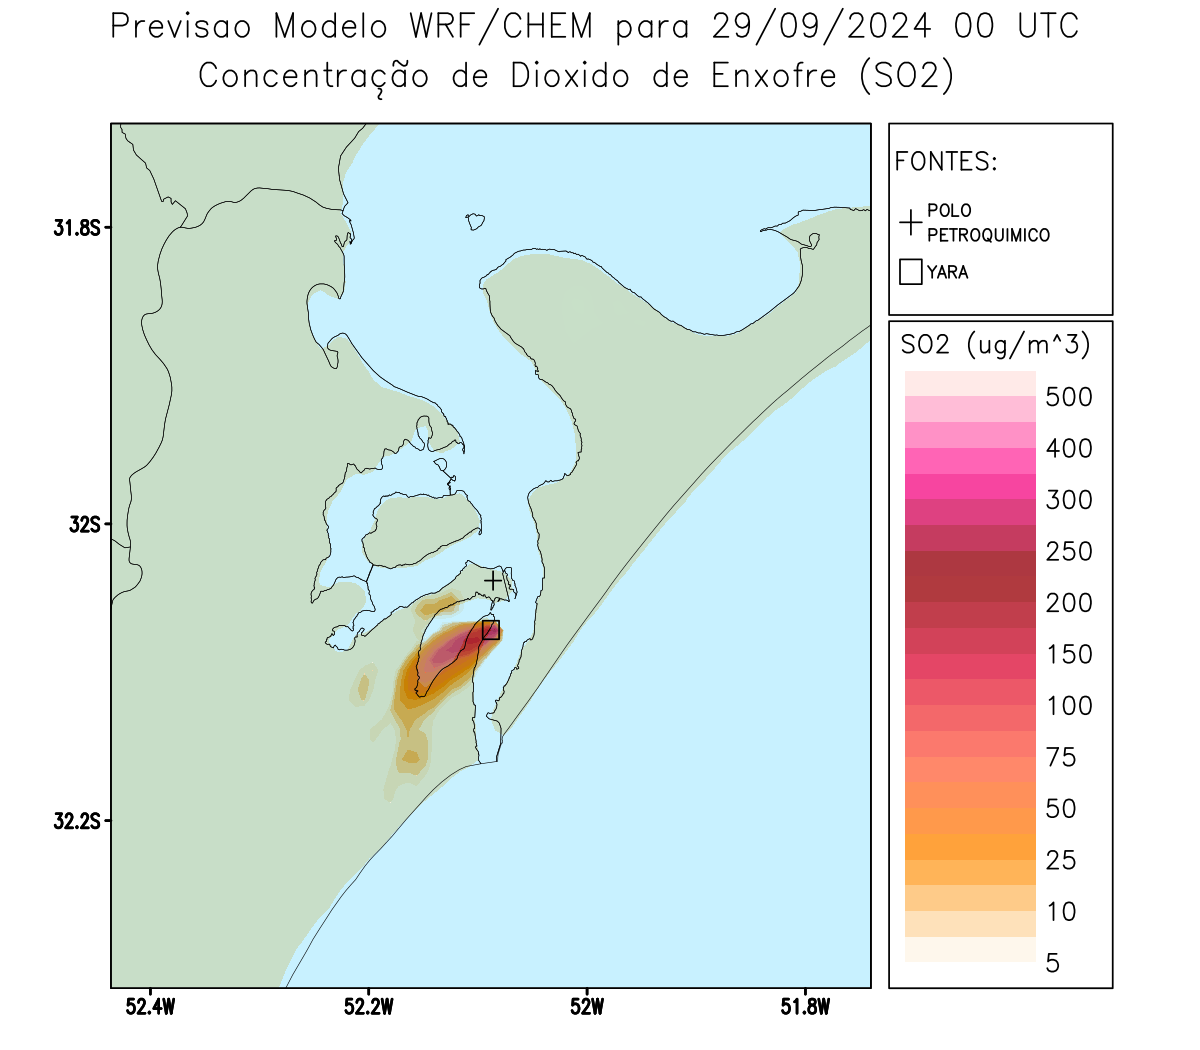 Previsao Modelo WRF/CHEM para 29/09/2024 00 UTC
Concentração de Dioxido de Enxofre (SO2)
FONTES:
POLO
PETROQUIMICO
YARA
SO2 (ug/m^3)
500
400
300
250
200
150
100
75
50
25
10
5
31.8S
32S
32.2S
52.4W
52.2W
52W
51.8W